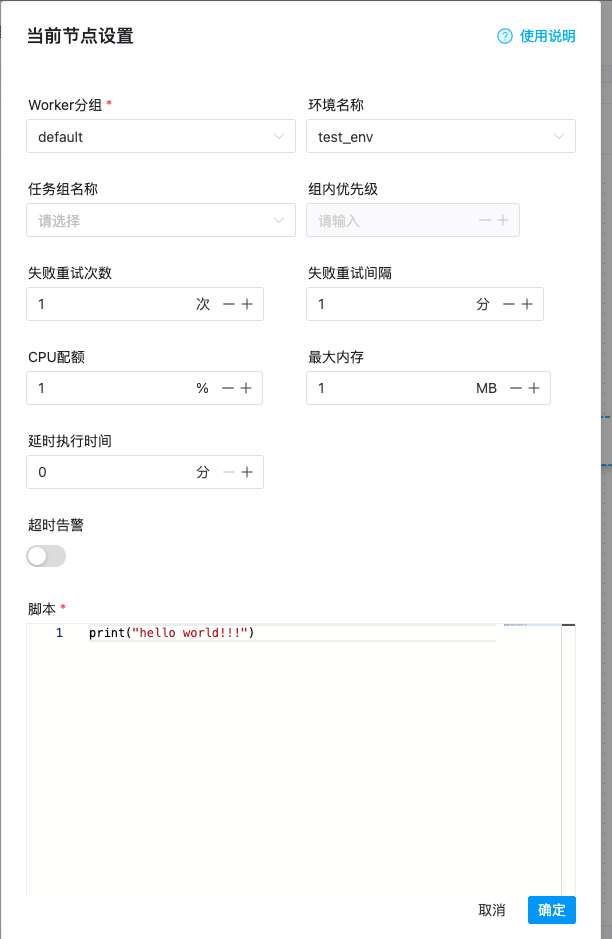 当前节点设置
使用说明
Worker分组 *
环境名称
default
test_env
任务组名称
组内优先级
请选择
请输入
失败重试次数
失败重试间隔
1 次
1 分
CPU配额
最大内存
1 %
1 MB
延时执行时间
0 分
超时告警
脚本 *
1 print("hello world!!!")
取消
确定